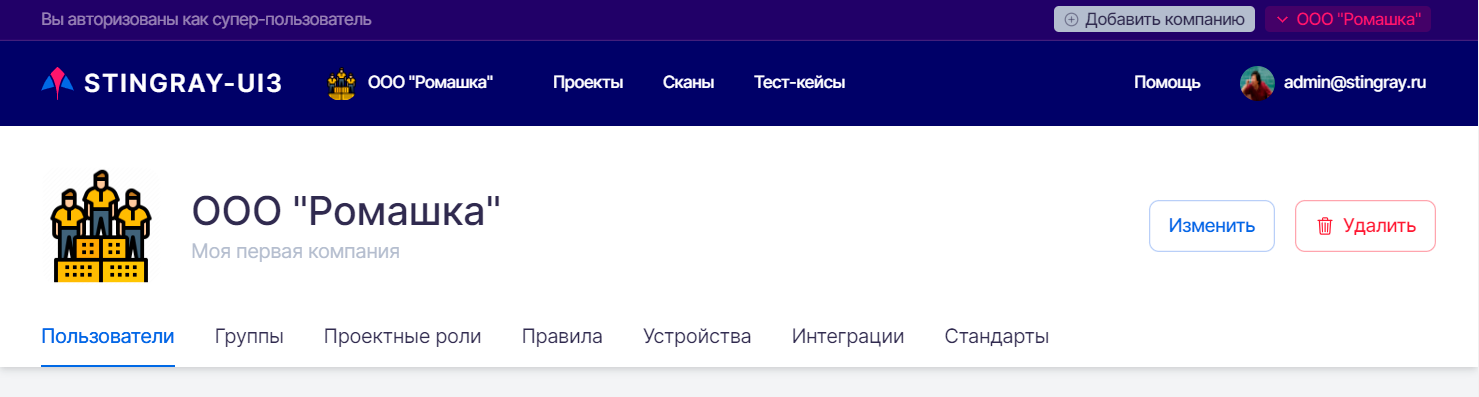 Вы авторизованы как супер-пользователь Добавить компанию ООО "Ромашка"
STINGRAY-UI3 ООО "Ромашка" Проекты Сканы Тест-кейсы Помощь admin@stingray.ru
ООО "Ромашка"
Моя первая компания
Изменить Удалить
Пользователи Группы Проектные роли Правила Устройства Интеграции Стандарты